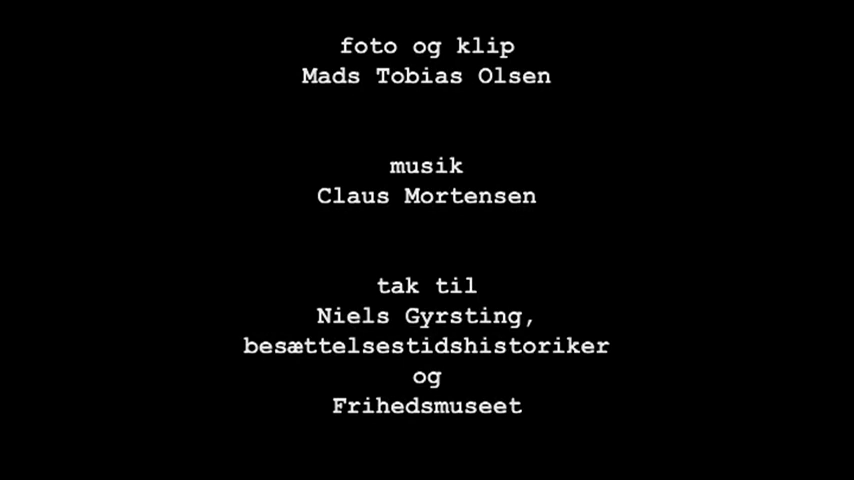 foto og klip
Mads Tobias Olsen
musik
Claus Mortensen
tak til
Niels Gyrsting,
besættelsestidshistoriker
og
Frihedsmuseet